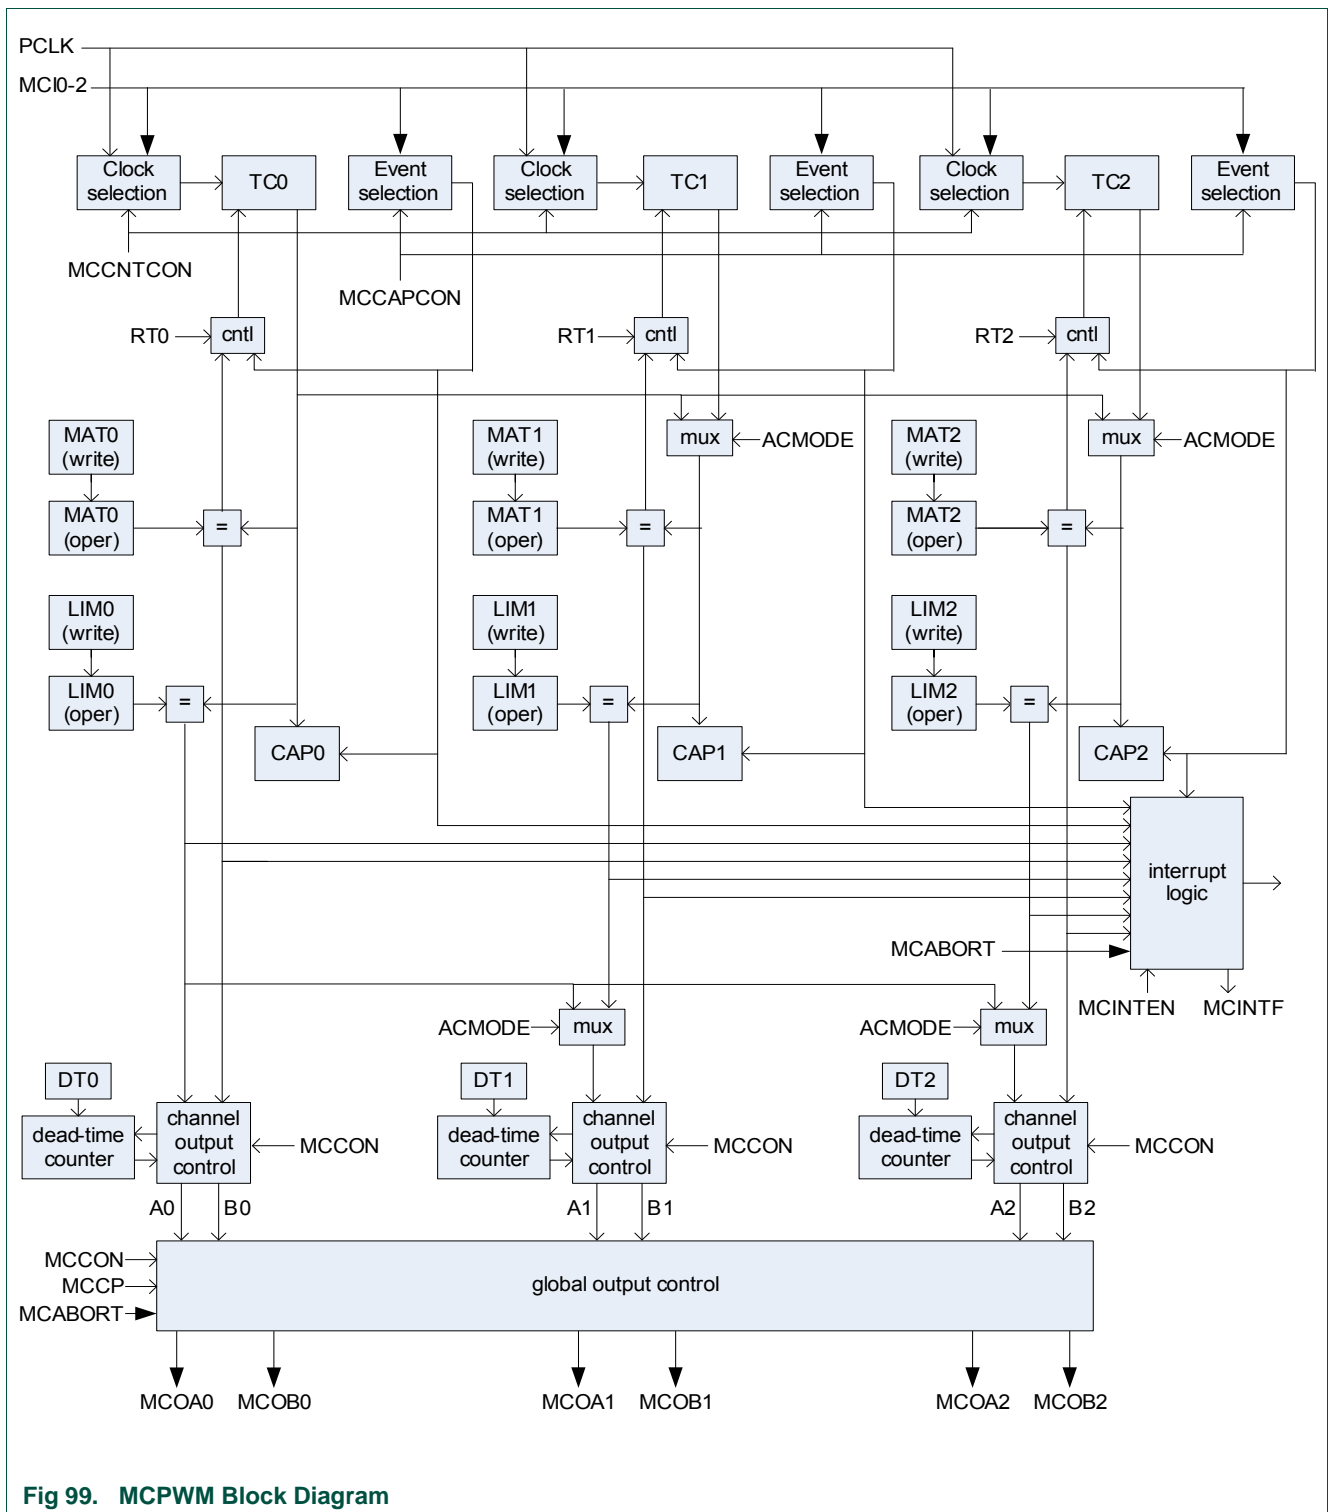 PCLK
MCI0-2
Clock
selection
TC0
Event
selection
Clock
selection
TC1
Event
selection
Clock
selection
TC2
Event
selection
MCCNTCON
MCCAPCON
RT0
cntl
RT1
cntl
RT2
cntl
MAT0
(write)
MAT1
(write)
mux
ACMODE
MAT2
(write)
mux
ACMODE
MAT0
(oper)
=
MAT1
(oper)
=
MAT2
(oper)
=
LIM0
(write)
LIM1
(write)
LIM2
(write)
LIM0
(oper)
=
LIM1
(oper)
=
LIM2
(oper)
=
CAP0
CAP1
CAP2
interrupt
logic
MCABORT
MCINTEN
MCINTF
ACMODE
mux
ACMODE
mux
DT0
DT1
DT2
dead-time
counter
channel
output
control
MCCON
dead-time
counter
channel
output
control
MCCON
dead-time
counter
channel
output
control
MCCON
A0
B0
A1
B1
A2
B2
MCCON
MCCP
MCABORT
global output control
MCOA0
MCOB0
MCOA1
MCOB1
MCOA2
MCOB2
Fig 99. MCPWM Block Diagram